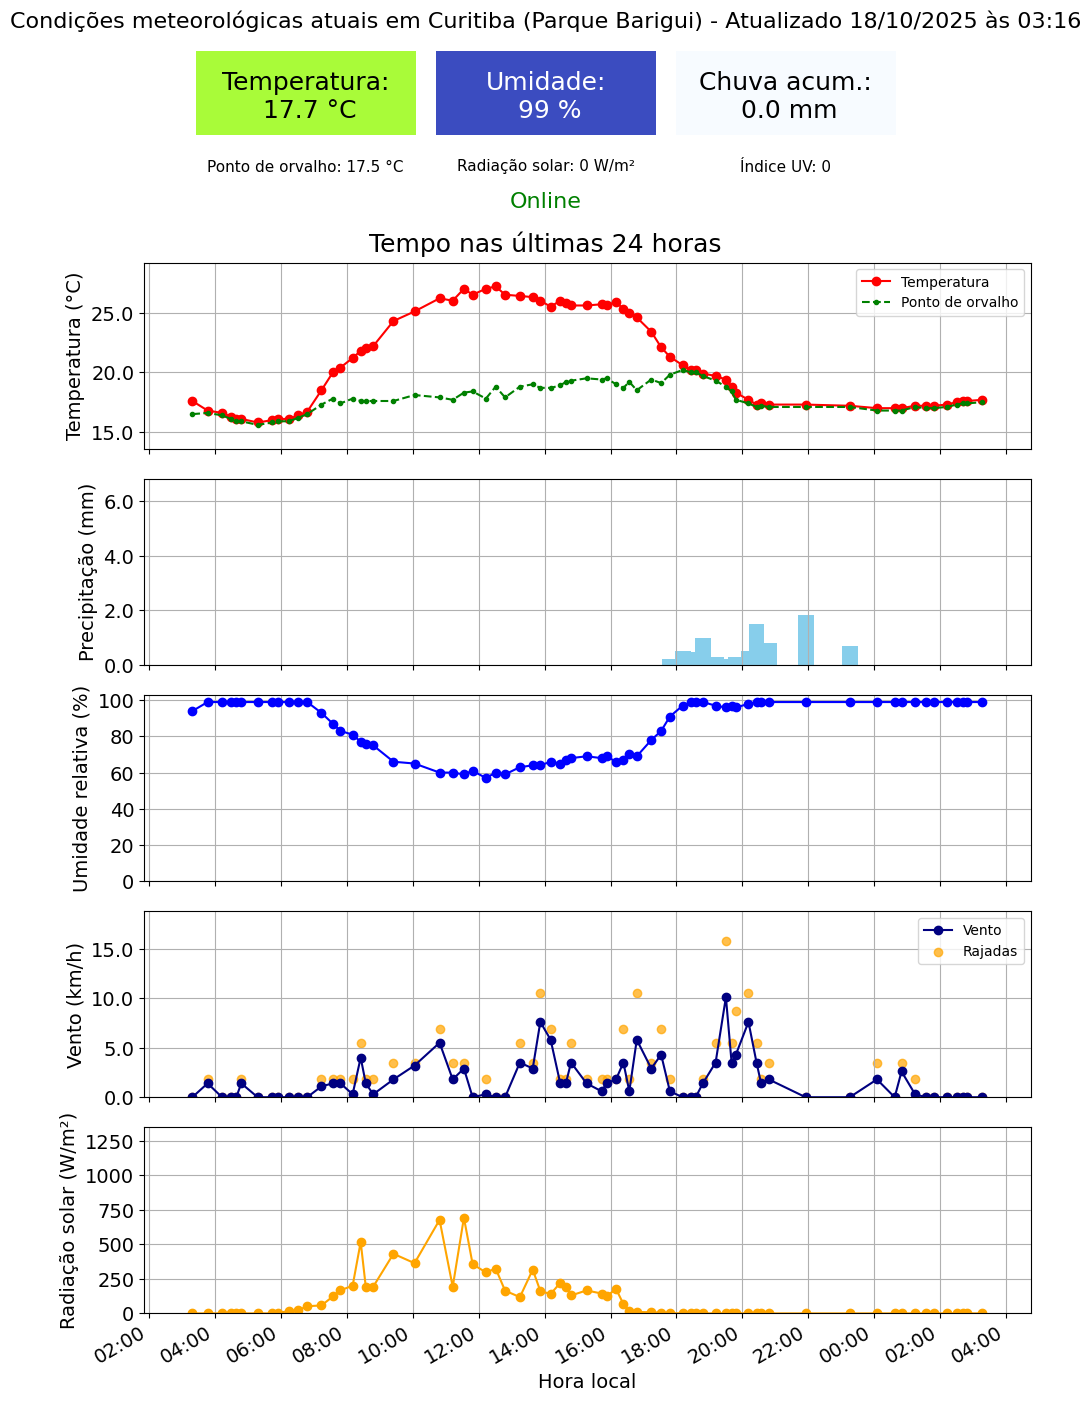 Condições meteorológicas atuais em Curitiba (Parque Barigui) - Atualizado 18/10/2025 às 03:16
Temperatura:
17.7 °C
Umidade:
99 %
Chuva acum.:
0.0 mm
Ponto de orvalho: 17.5 °C
Radiação solar: 0 W/m²
Índice UV: 0
Online
Tempo nas últimas 24 horas
Temperatura (°C)
25.0
20.0
15.0
Temperatura
Ponto de orvalho
Precipitação (mm)
6.0
4.0
2.0
0.0
Umidade relativa (%)
100
80
60
40
20
0
Vento (km/h)
15.0
10.0
5.0
0.0
Vento
Rajadas
Radiação solar (W/m²)
1250
1000
750
500
250
0
02:00
04:00
06:00
08:00
10:00
12:00
14:00
16:00
18:00
20:00
22:00
00:00
02:00
04:00
Hora local